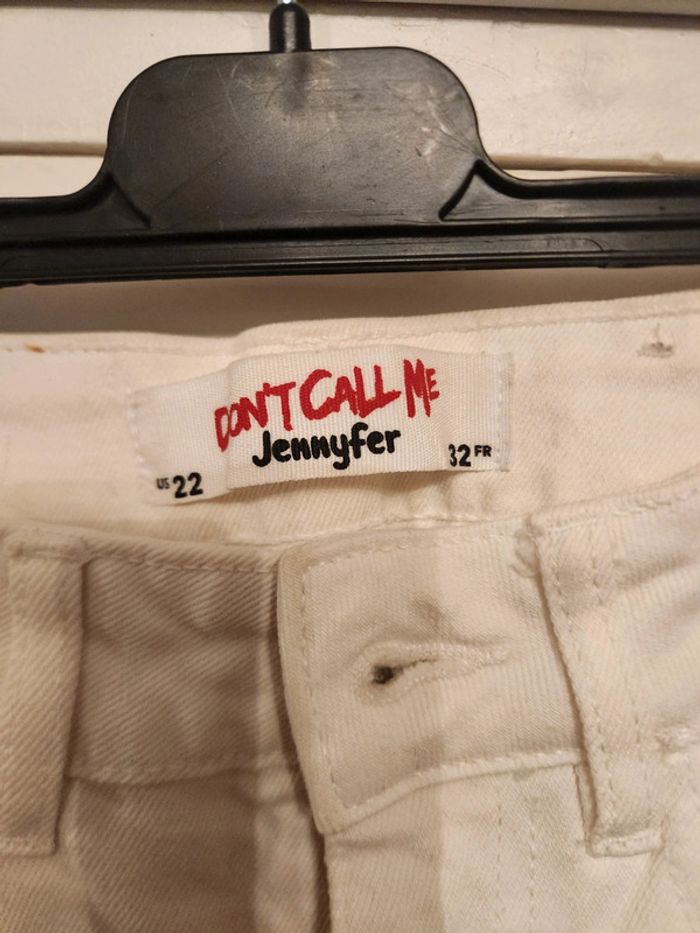 DON'T CALL ME
Jennyfer
US 22
32 FR